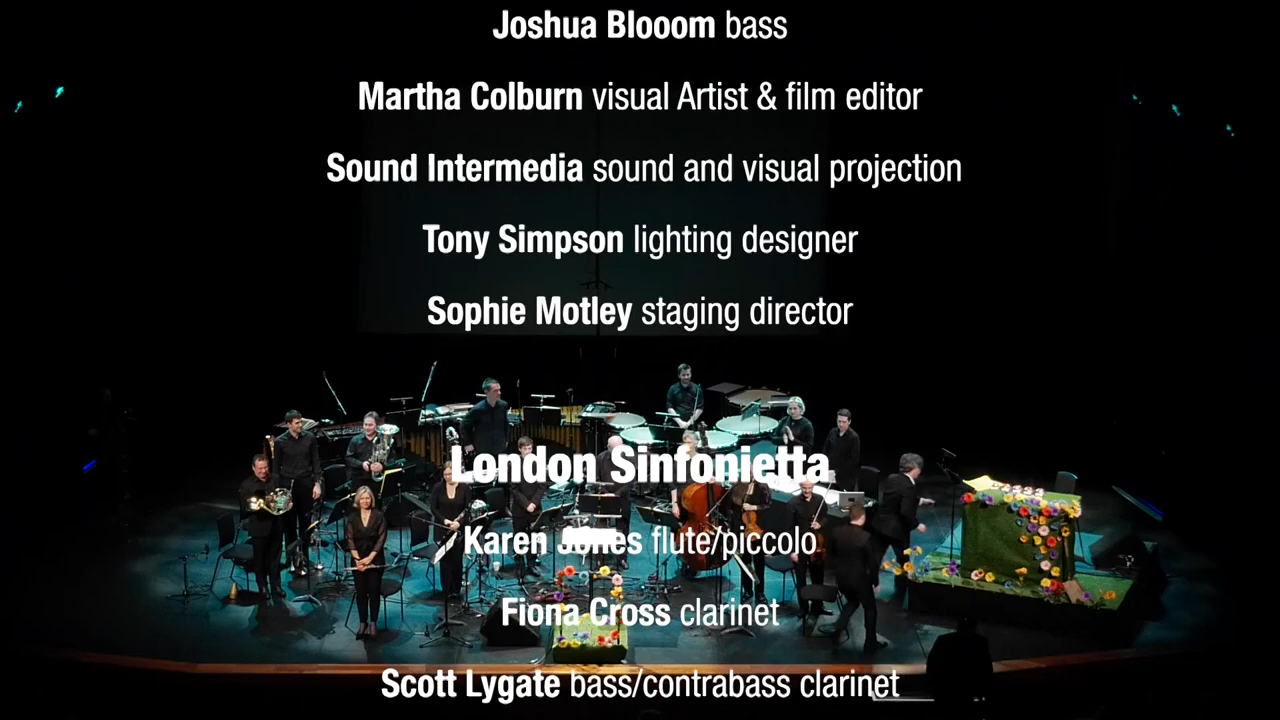 Joshua Blooom bass
Martha Colburn visual Artist & film editor
Sound Intermedia sound and visual projection
Tony Simpson lighting designer
Sophie Motley staging director
London Sinfonietta
Karen Jones flute/piccolo
Fiona Cross clarinet
Scott Lygate bass/contrabass clarinet